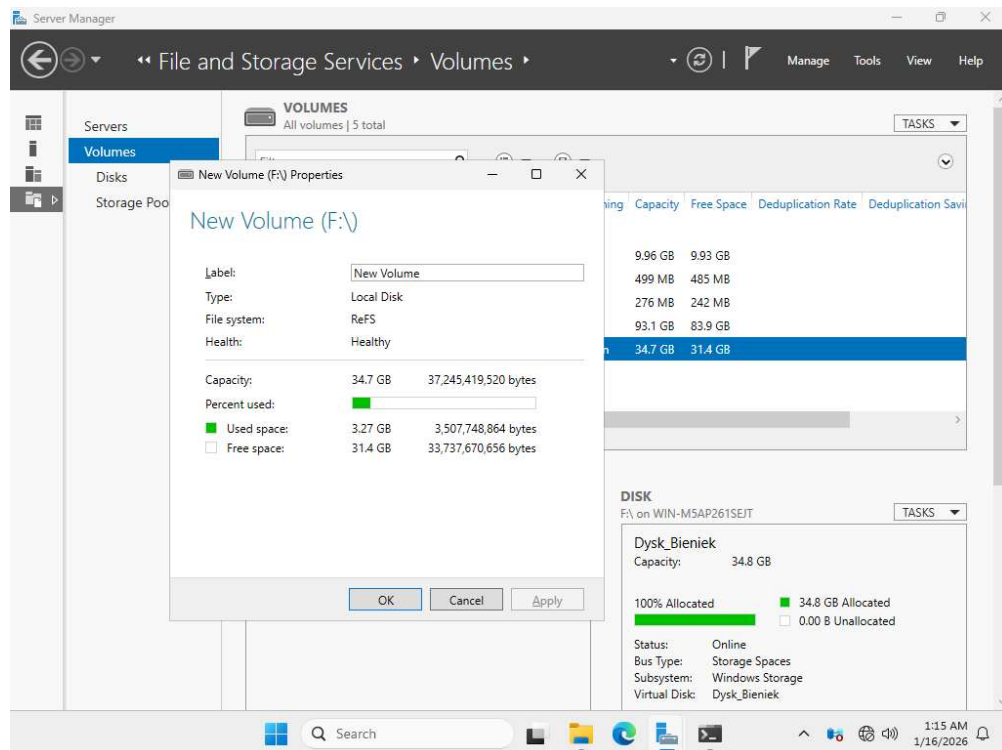 Server Manager
File and Storage Services • Volumes
Manage Tools View Help
Servers
Volumes
Disks
Storage Poo
VOLUMES
All volumes | 5 total
TASKS
ning Capacity Free Space Deduplication Rate Deduplication Savi
9.96 GB 9.93 GB
499 MB 485 MB
276 MB 242 MB
93.1 GB 83.9 GB
n 34.7 GB 31.4 GB
New Volume (F:\) Properties
New Volume (F:\)
Label: New Volume
Type: Local Disk
File system: ReFS
Health: Healthy
Capacity: 34.7 GB 37,245,419,520 bytes
Percent used:
Used space: 3.27 GB 3,507,748,864 bytes
Free space: 31.4 GB 33,737,670,656 bytes
OK Cancel Apply
DISK
F:\ on WIN-M5AP261SEJT
TASKS
Dysk_Bieniek
Capacity: 34.8 GB
100% Allocated
34.8 GB Allocated
0.00 B Unallocated
Status: Online
Bus Type: Storage Spaces
Subsystem: Windows Storage
Virtual Disk: Dysk_Bieniek
Search
1:15 AM
1/16/2026